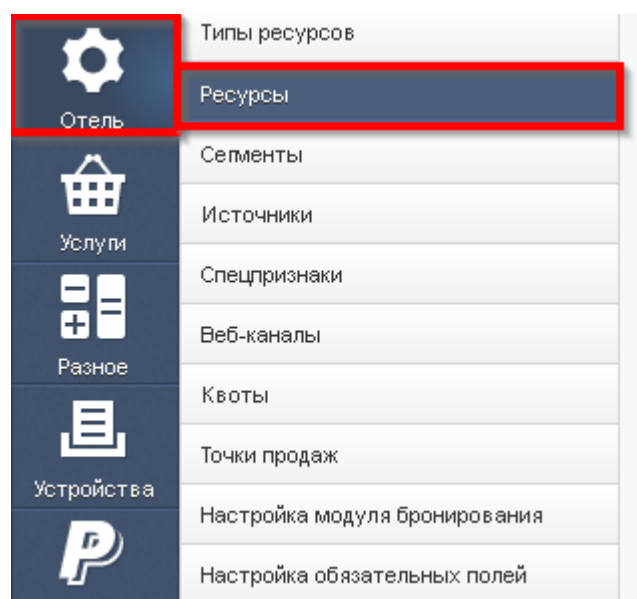 Отель
Услуги
Разное
Устройства
Типы ресурсов
Ресурсы
Сегменты
Источники
Спецпризнаки
Веб-каналы
Квоты
Точки продаж
Настройка модуля бронирования
Настройка обязательных полей